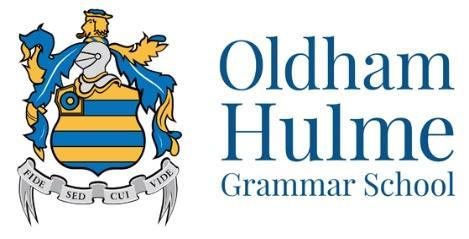 Oldham
Hulme
Grammar School
FIDE SED CUI VIDE